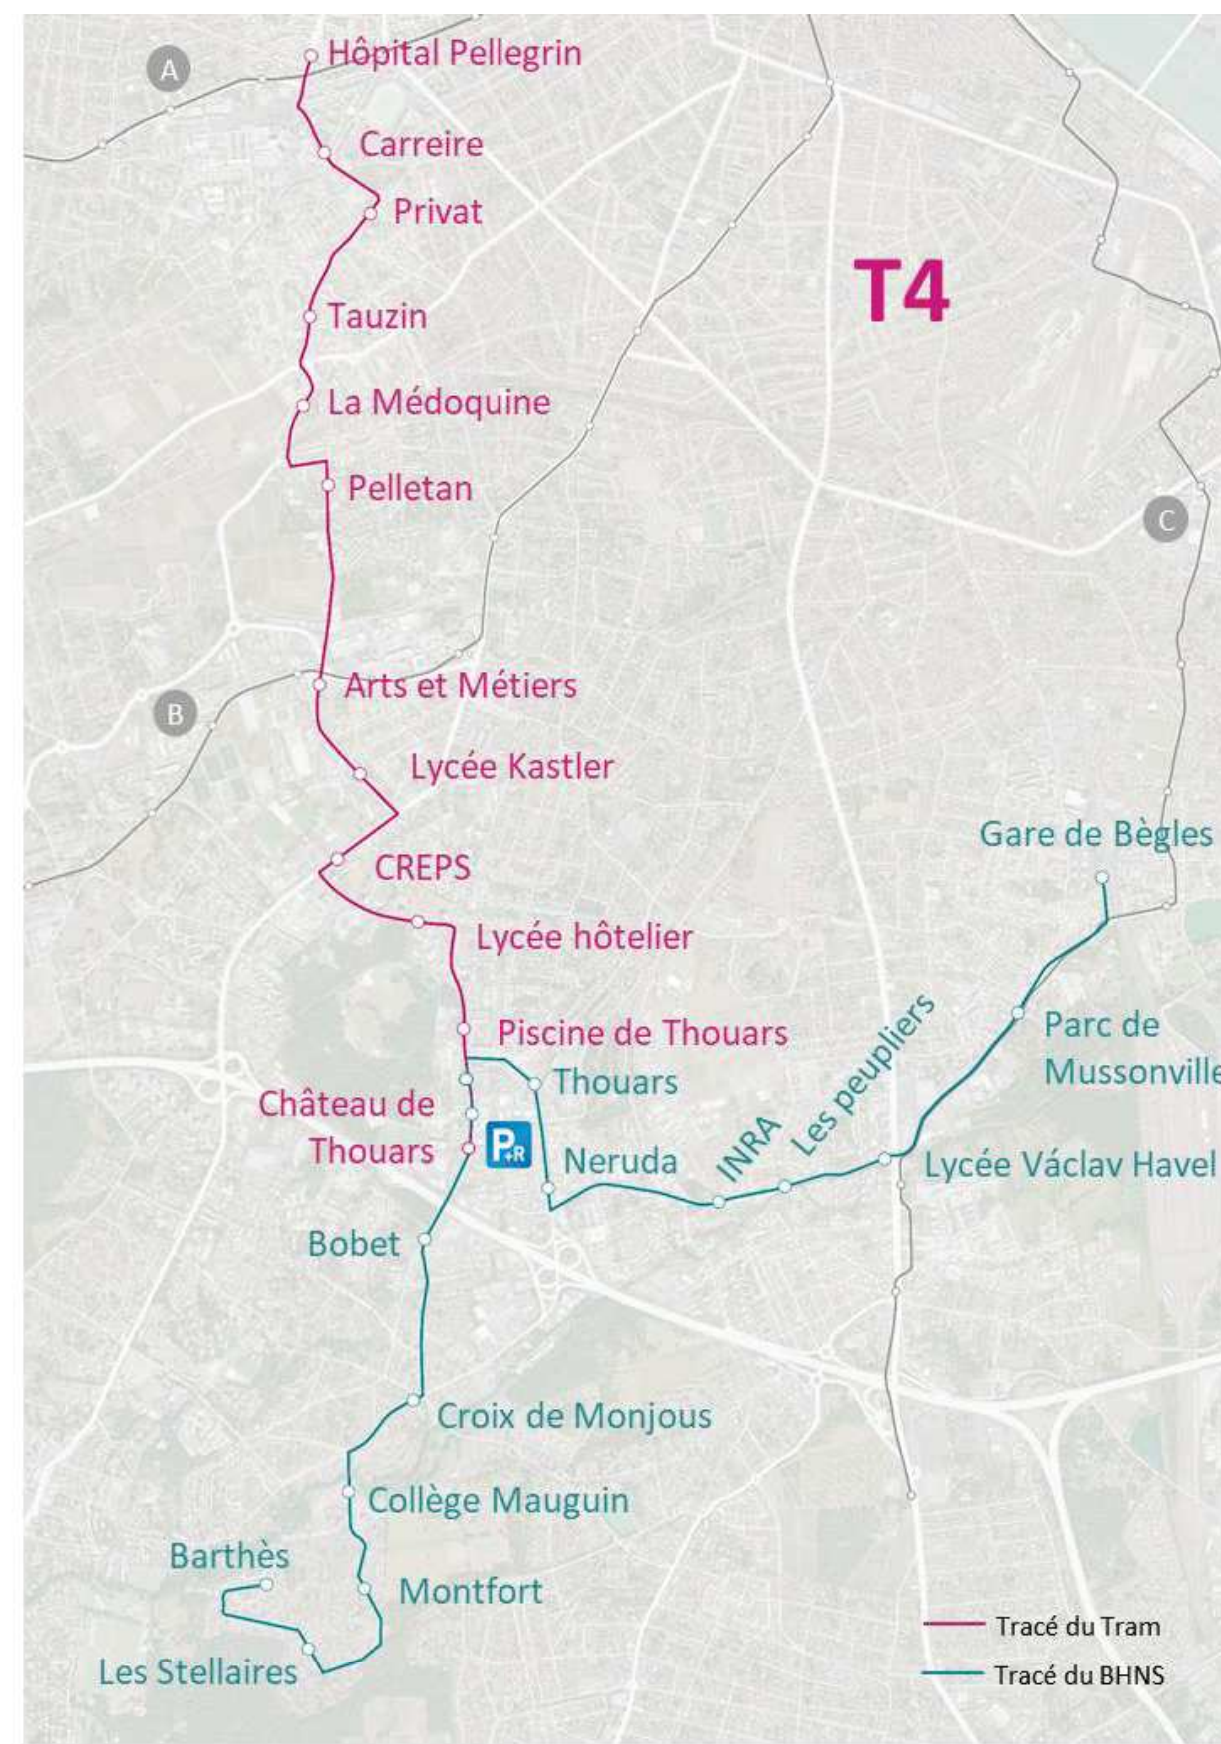 Hôpital Pellegrin
A
Carreire
Privat
T4
Tauzin
La Médoquine
Pelletan
C
Arts et Métiers
B
Lycée Kastler
Gare de Bègles
CREPS
Lycée hôtelier
Piscine de Thouars
Parc de
Mussonville
Thouars
Les peupliers
Château de
Thouars
P+R
INRA
Neruda
Lycée Václav Havel
Bobet
Croix de Monjous
Collège Mauguin
Barthès
Montfort
Tracé du Tram
Les Stellaires
Tracé du BHNS